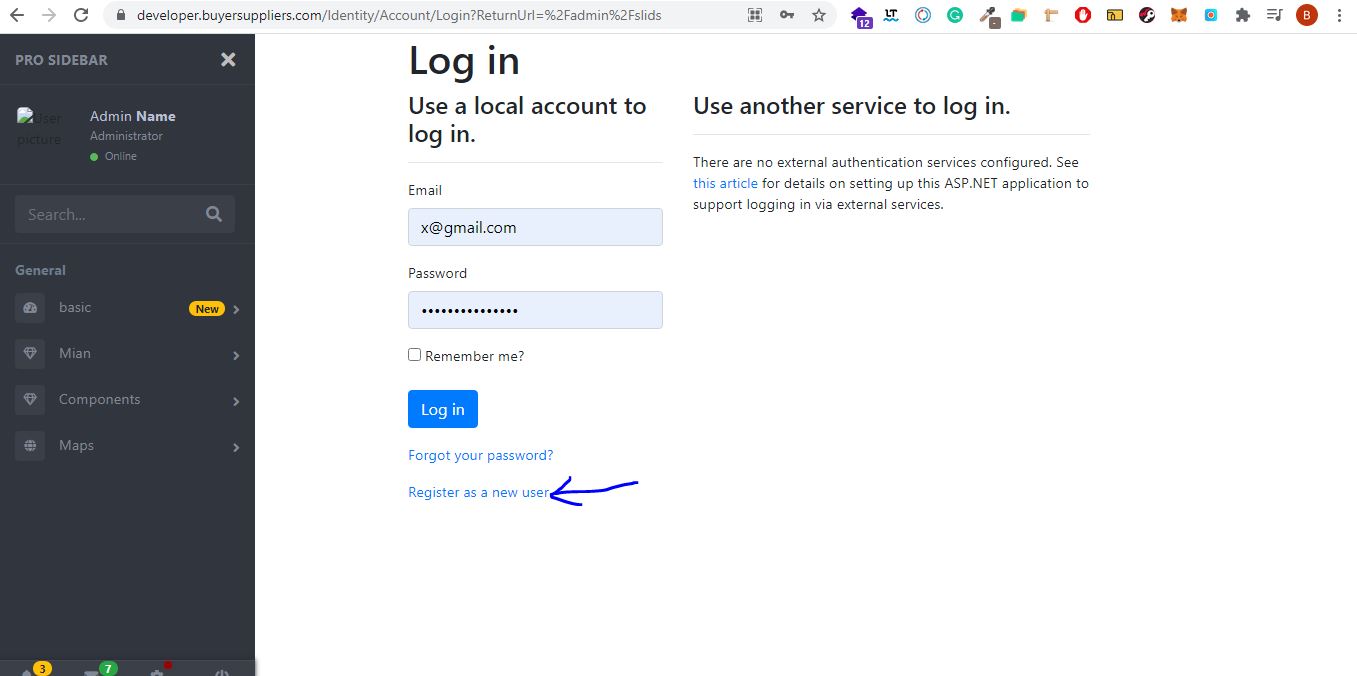 developer.buyersuppliers.com/Identity/Account/Login?ReturnUrl=%2Fadmin%2Fslids
12
LT
G
-
B
PRO SIDEBAR
User picture
Admin Name
Administrator
Online
Search...
General
basic
New
Mian
Components
Maps
3
7
Log in
Use a local account to
log in.
Email
x@gmail.com
Password
Remember me?
Log in
Forgot your password?
Register as a new user
Use another service to log in.
There are no external authentication services configured. See
this article for details on setting up this ASP.NET application to
support logging in via external services.